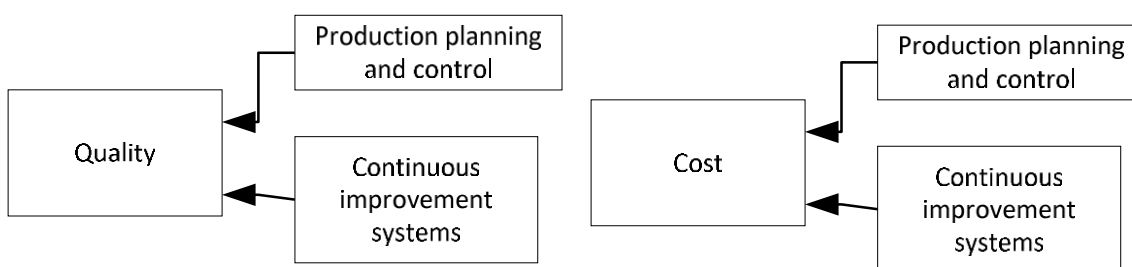 Production planning
and control
Quality
Continuous
improvement
systems
Production planning
and control
Cost
Continuous
improvement
systems